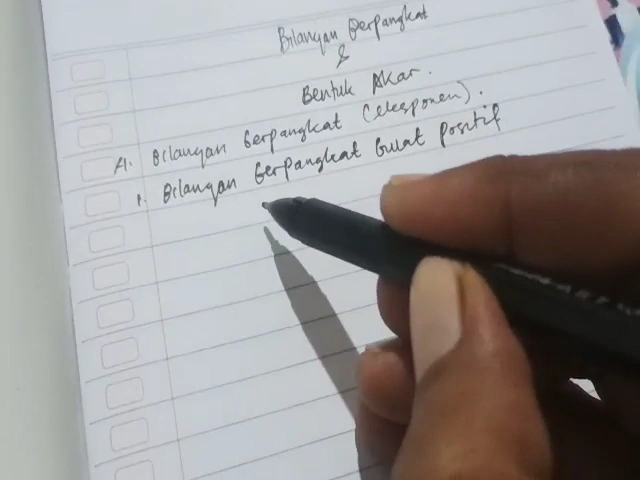 Bilangan Berpangkat
&
Bentuk Akar.
A. Bilangan berpangkat (eksponen).
1. Bilangan berpangkat bulat positif